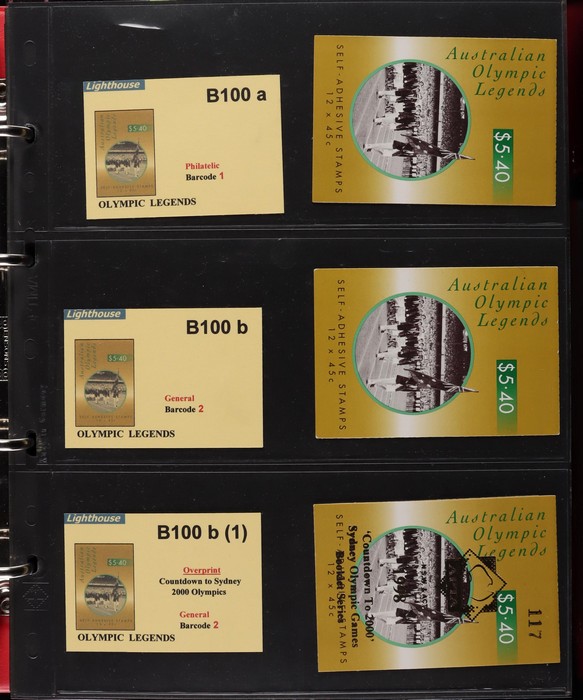 Lighthouse
B100 a
$5·40
Philatelic
Barcode 1
OLYMPIC LEGENDS
SELF-ADHESIVE STAMPS
12 x 45c
Australian
Olympic
Legends
$5·40
Lighthouse
B100 b
$5·40
General
Barcode 2
OLYMPIC LEGENDS
SELF-ADHESIVE STAMPS
12 x 45c
Australian
Olympic
Legends
$5·40
Lighthouse
B100 b (1)
$5·40
Overprint
Countdown to Sydney
2000 Olympics
General
Barcode 2
OLYMPIC LEGENDS
SELF-ADHESIVE STAMPS
12 x 45c
Australian
Olympic
Legends
$5·40
'Countdown To 2000'
Sydney Olympic Games
Booklet Series
117